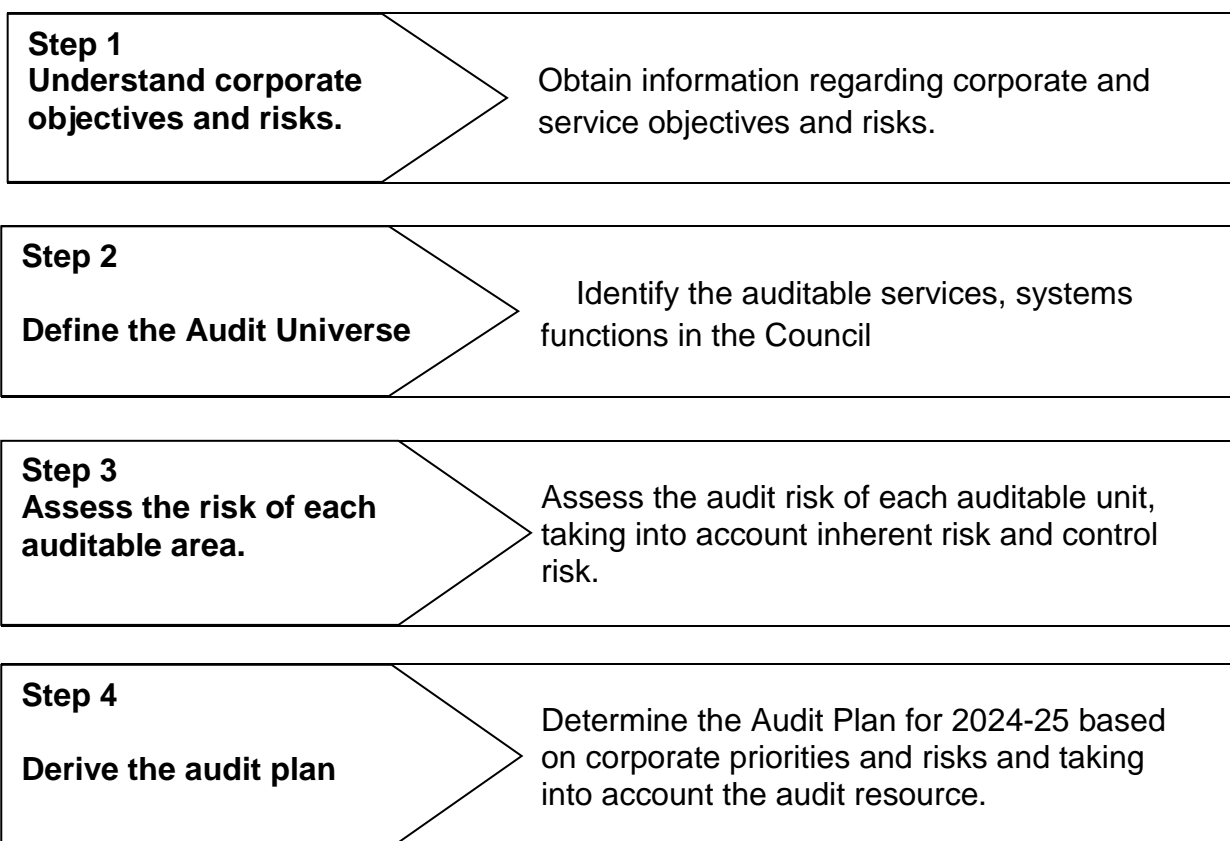 Step 1
Understand corporate
objectives and risks.
Obtain information regarding corporate and
service objectives and risks.
Step 2
Define the Audit Universe
Identify the auditable services, systems
functions in the Council
Step 3
Assess the risk of each
auditable area.
Assess the audit risk of each auditable unit,
taking into account inherent risk and control
risk.
Step 4
Derive the audit plan
Determine the Audit Plan for 2024-25 based
on corporate priorities and risks and taking
into account the audit resource.